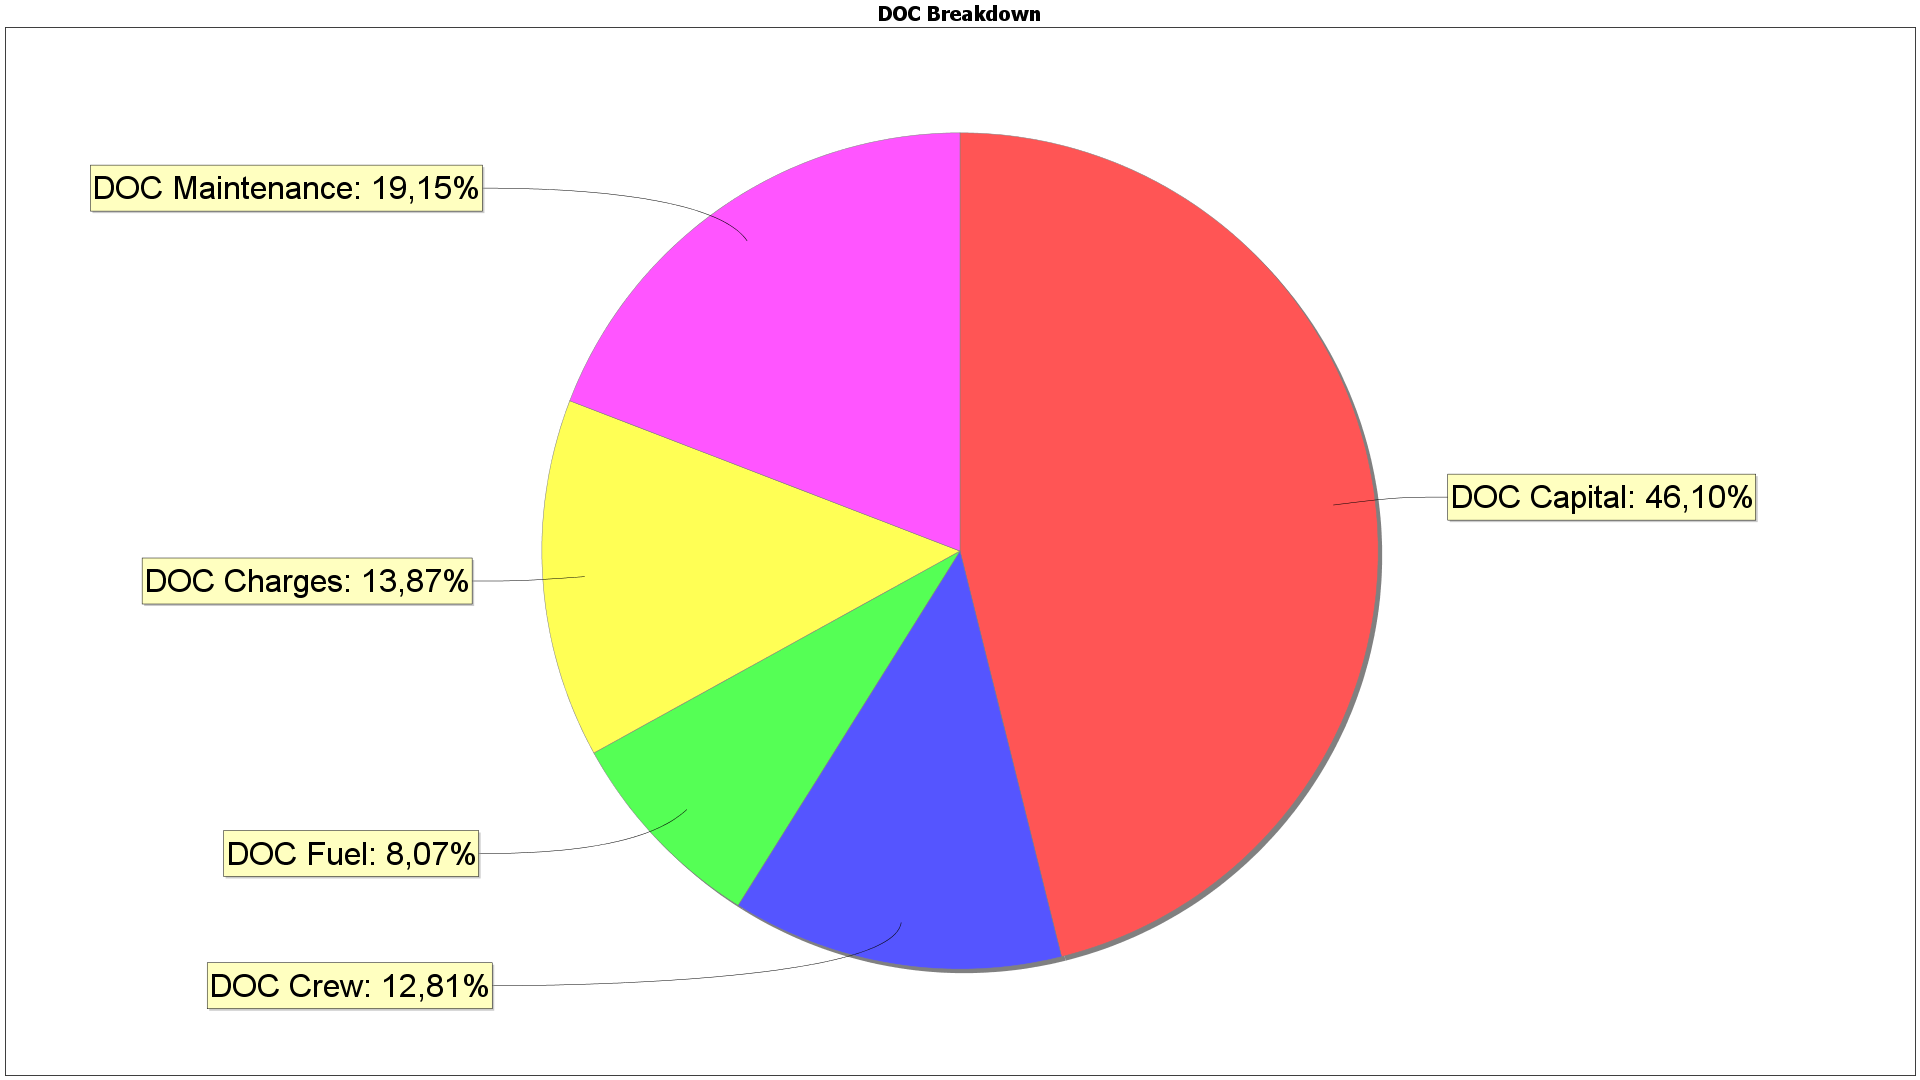 DOC Breakdown
DOC Maintenance: 19,15%
DOC Capital: 46,10%
DOC Charges: 13,87%
DOC Fuel: 8,07%
DOC Crew: 12,81%